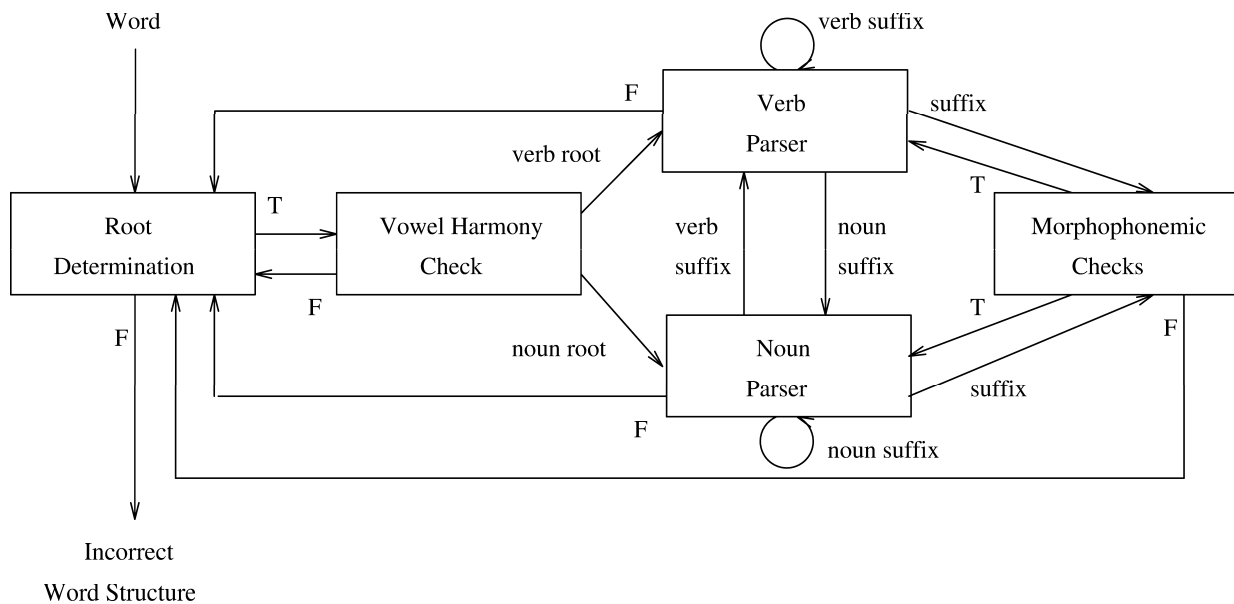 Word
verb suffix
F
Verb
Parser
suffix
verb root
T
T
Root
Determination
Vowel Harmony
Check
verb
suffix
noun
suffix
Morphophonemic
Checks
F
F
T
F
noun root
Noun
Parser
suffix
F
noun suffix
Incorrect
Word Structure